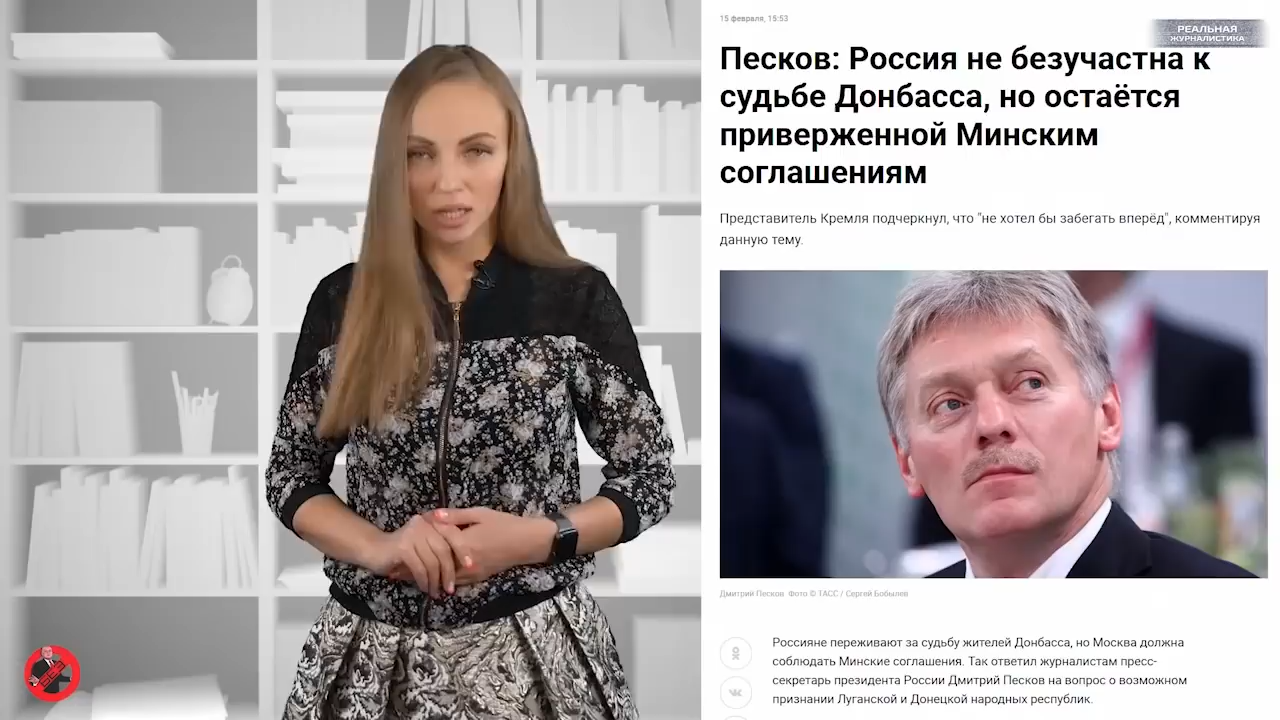 15 февраля, 15:53
РЕАЛЬНАЯ
ЖУРНАЛИСТИКА
Песков: Россия не безучастна к
судьбе Донбасса, но остаётся
приверженной Минским
соглашениям
Представитель Кремля подчеркнул, что "не хотел бы забегать вперёд", комментируя
данную тему.
Дмитрий Песков. Фото © ТАСС / Сергей Бобылев
Россияне переживают за судьбу жителей Донбасса, но Москва должна
соблюдать Минские соглашения. Так ответил журналистам пресс-
секретарь президента России Дмитрий Песков на вопрос о возможном
признании Луганской и Донецкой народных республик.